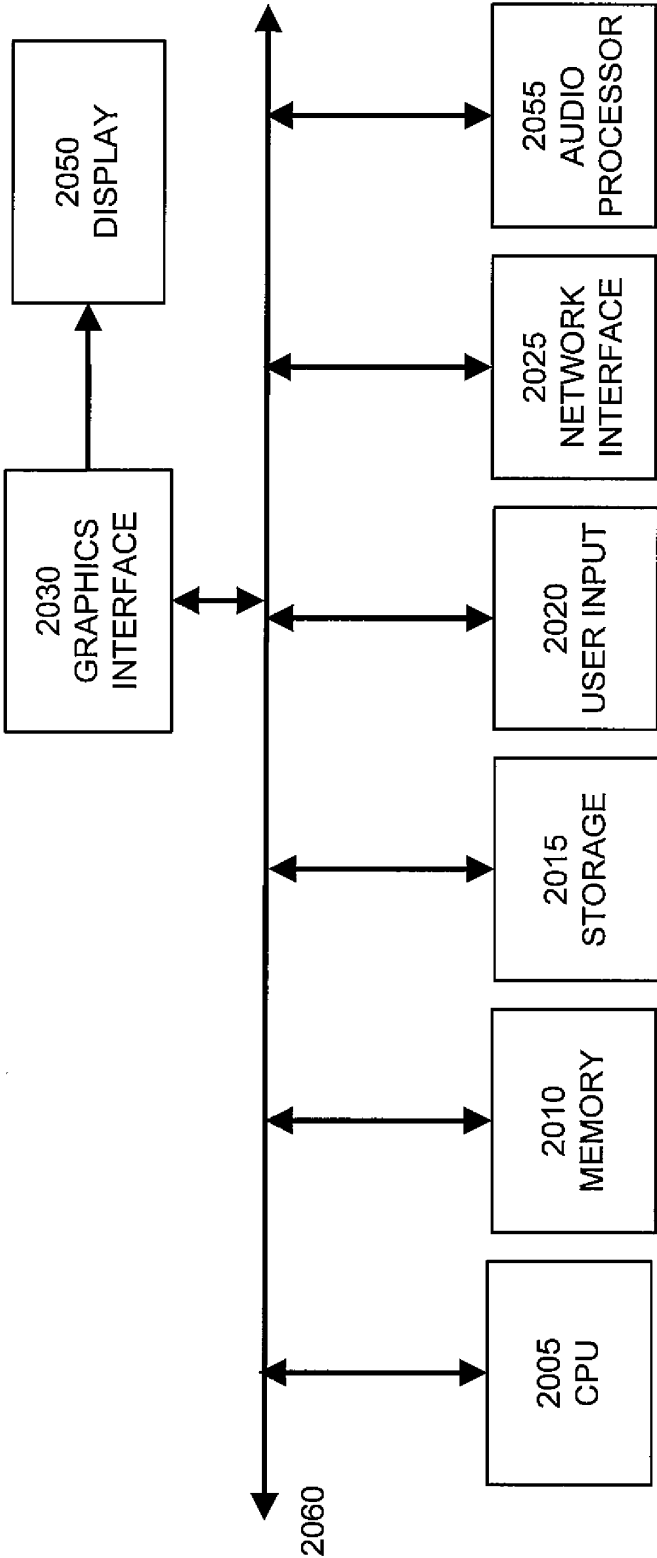 2030
GRAPHICS
INTERFACE
2050
DISPLAY
2060
2005
CPU
2010
MEMORY
2015
STORAGE
2020
USER INPUT
2025
NETWORK
INTERFACE
2055
AUDIO
PROCESSOR